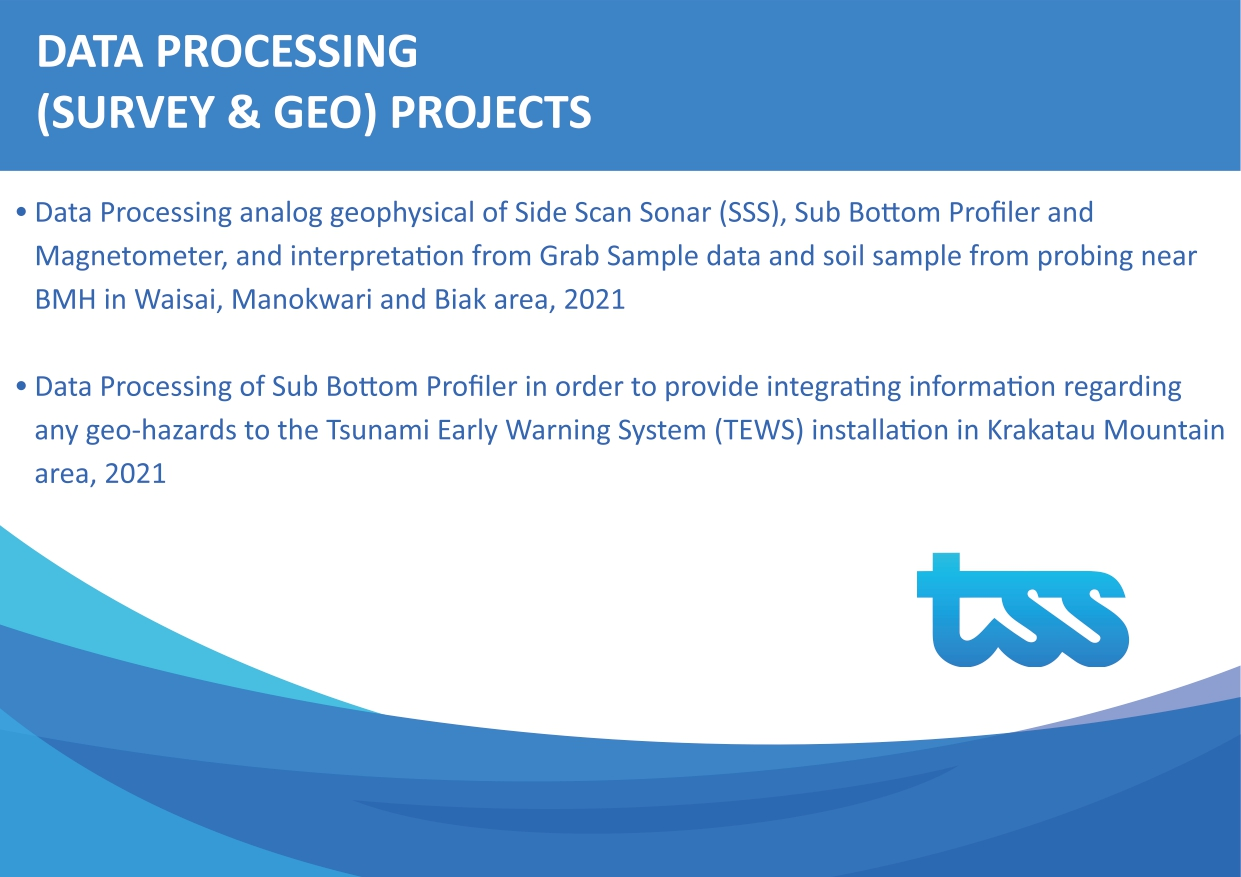 DATA PROCESSING
(SURVEY & GEO) PROJECTS
• Data Processing analog geophysical of Side Scan Sonar (SSS), Sub Bottom Profiler and
Magnetometer, and interpretation from Grab Sample data and soil sample from probing near
BMH in Waisai, Manokwari and Biak area, 2021
• Data Processing of Sub Bottom Profiler in order to provide integrating information regarding
any geo-hazards to the Tsunami Early Warning System (TEWS) installation in Krakatau Mountain
area, 2021
tss